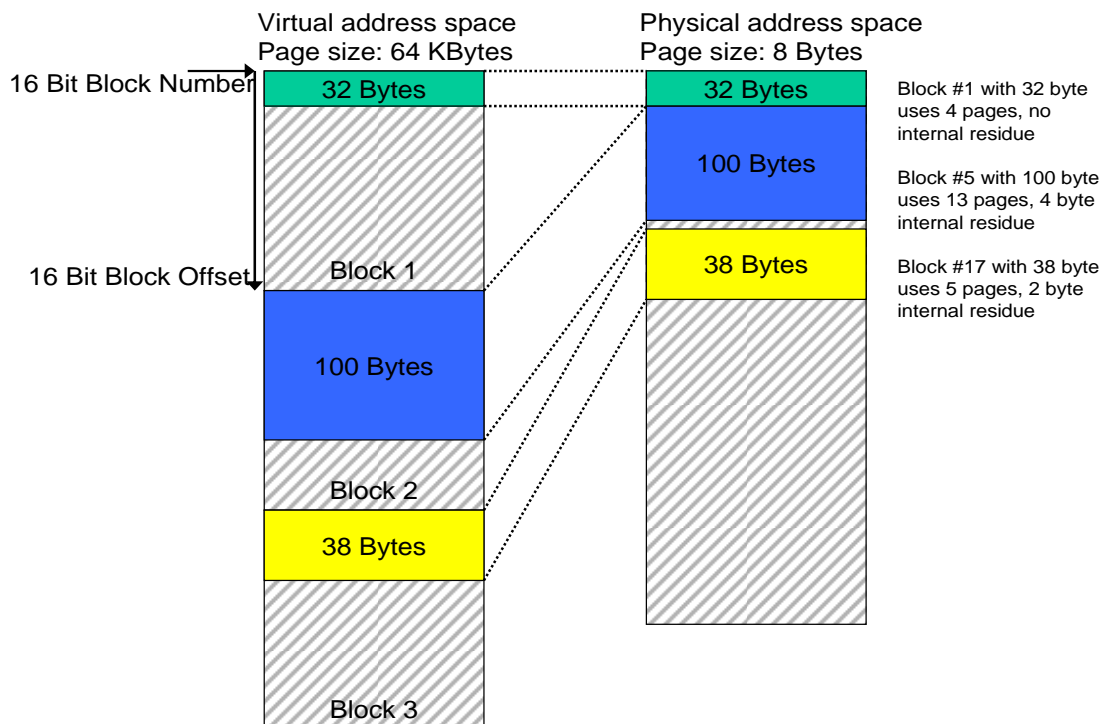 Virtual address space
Page size: 64 KBytes
Physical address space
Page size: 8 Bytes
16 Bit Block Number
32 Bytes
32 Bytes
Block #1 with 32 byte
uses 4 pages, no
internal residue
100 Bytes
Block #5 with 100 byte
uses 13 pages, 4 byte
internal residue
16 Bit Block Offset
Block 1
38 Bytes
Block #17 with 38 byte
uses 5 pages, 2 byte
internal residue
100 Bytes
Block 2
38 Bytes
Block 3